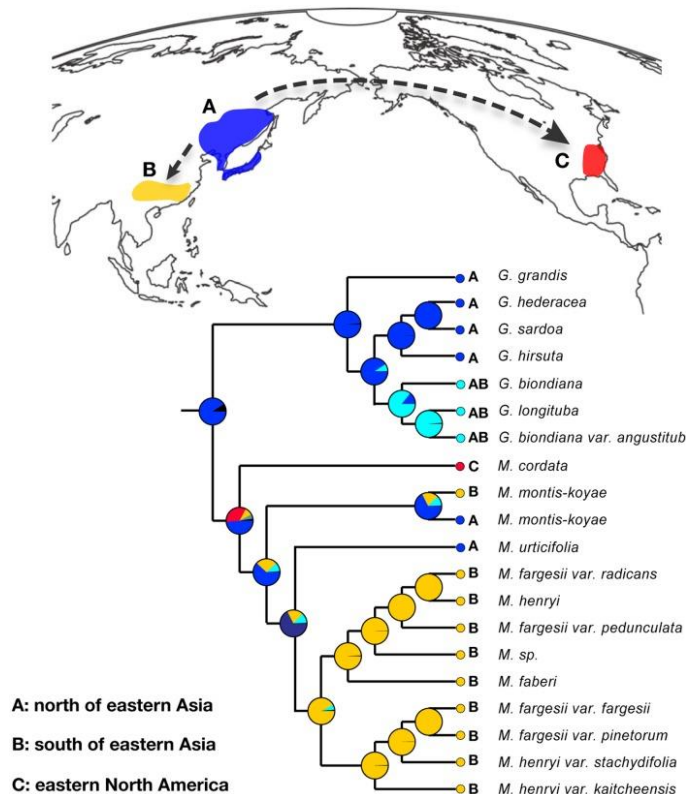 A
B
C
A G. grandis
A G. hederacea
A G. sardoa
A G. hirsuta
AB G. biondiana
AB G. longituba
AB G. biondiana var. angustitub
C M. cordata
B M. montis-koyae
A M. montis-koyae
A M. urticifolia
B M. fargesii var. radicans
B M. henryi
B M. fargesii var. pedunculata
B M. sp.
B M. faberi
B M. fargesii var. fargesii
B M. fargesii var. pinetorum
B M. henryi var. stachydifolia
B M. henryi var. kaitcheensis
A: north of eastern Asia
B: south of eastern Asia
C: eastern North America